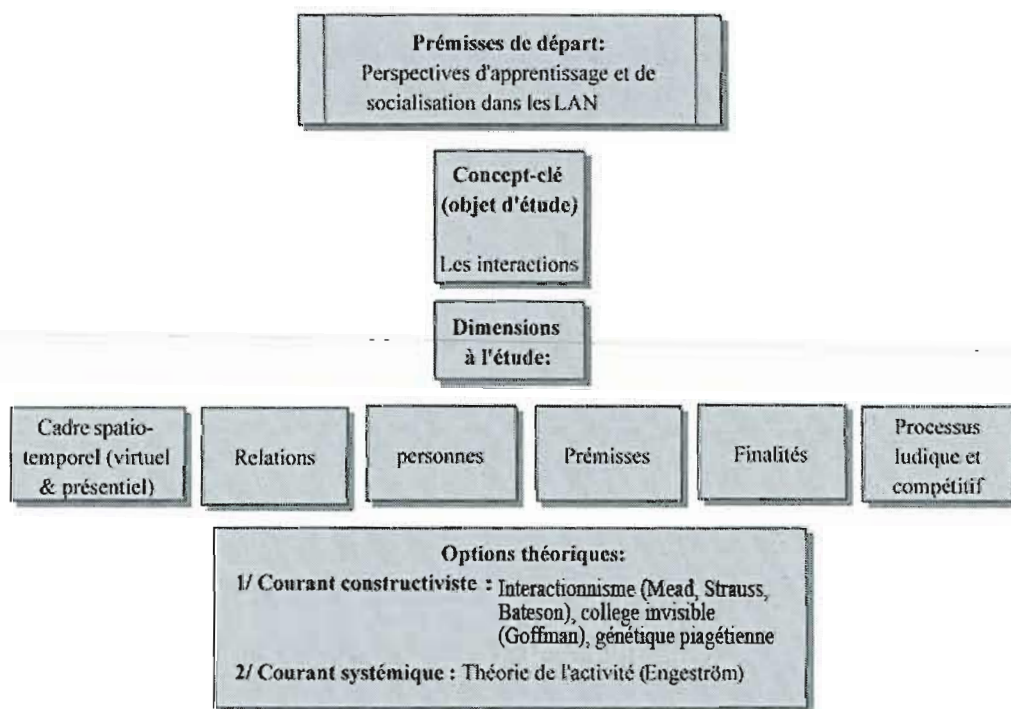 Prémisses de départ:
Perspectives d'apprentissage et de
socialisation dans les LAN
Concept-clé
(objet d'étude)
Les interactions
Dimensions
à l'étude:
Cadre spatio-
temporel (virtuel
& présentiel)
Relations
personnes
Prémisses
Finalités
Processus
ludique et
compétitif
Options théoriques:
1/ Courant constructiviste : Interactionnisme (Mead, Strauss,
Bateson), college invisible
(Goffman), génétique piagétienne
2/ Courant systémique : Théorie de l'activité (Engeström)